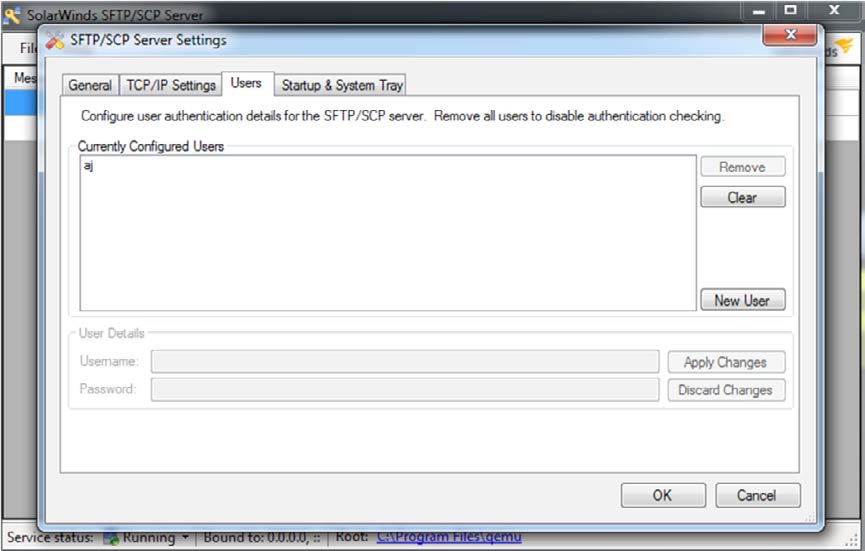 SolarWinds SFTP/SCP Server
SFTP/SCP Server Settings
General TCP/IP Settings Users Startup & System Tray
Configure user authentication details for the SFTP/SCP server. Remove all users to disable authentication checking.
Currently Configured Users
aj
Remove
Clear
New User
User Details
Username:
Apply Changes
Password:
Discard Changes
OK Cancel
Service status: Running Bound to: 0.0.0.0, :: Root: C:\Program Files\qemu